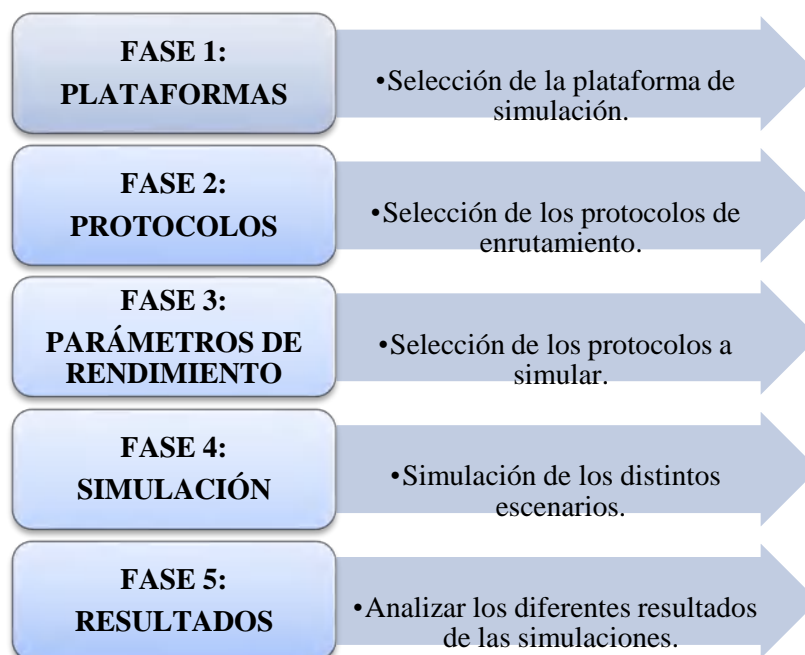 FASE 1:
PLATAFORMAS
•Selección de la plataforma de
simulación.
FASE 2:
PROTOCOLOS
•Selección de los protocolos de
enrutamiento.
FASE 3:
PARÁMETROS DE
RENDIMIENTO
•Selección de los protocolos a
simular.
FASE 4:
SIMULACIÓN
•Simulación de los distintos
escenarios.
FASE 5:
RESULTADOS
•Analizar los diferentes resultados
de las simulaciones.